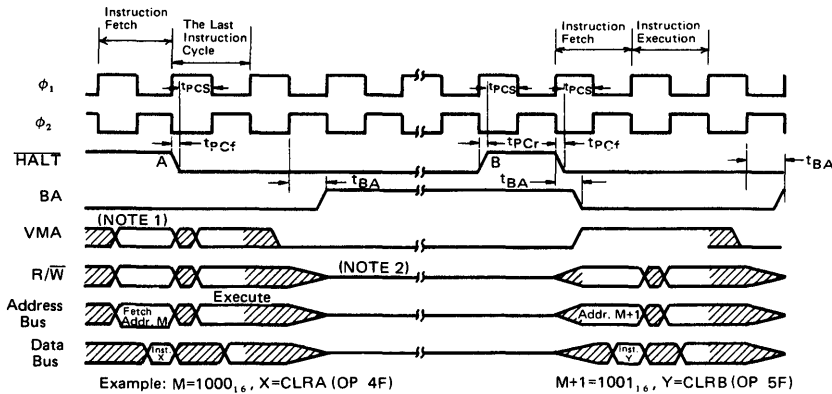 Instruction Fetch
The Last Instruction Cycle
Instruction Fetch
Instruction Execution
ϕ1
tPCS
tPCS
tPCS
ϕ2
tPCf
tPCr
tPCf
HALT
A
B
tBA
tBA
tBA
BA
(NOTE 1)
VMA
R/W
(NOTE 2)
Execute
Address Bus
Fetch Addr. M
Addr. M+1
Data Bus
Inst. X
Inst. Y
Example: M=1000₁₆, X=CLRA (OP 4F)
M+1=1001₁₆, Y=CLRB (OP 5F)